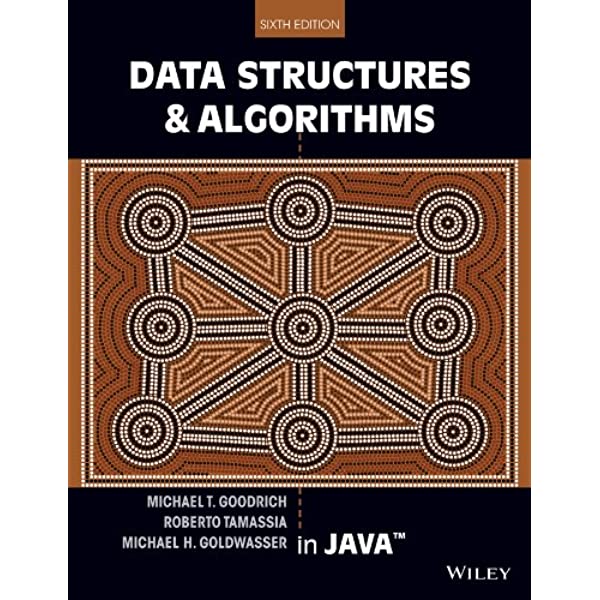 SIXTH EDITION
DATA STRUCTURES
& ALGORITHMS
MICHAEL T. GOODRICH
ROBERTO TAMASSIA
MICHAEL H. GOLDWASSER
in JAVA™
WILEY